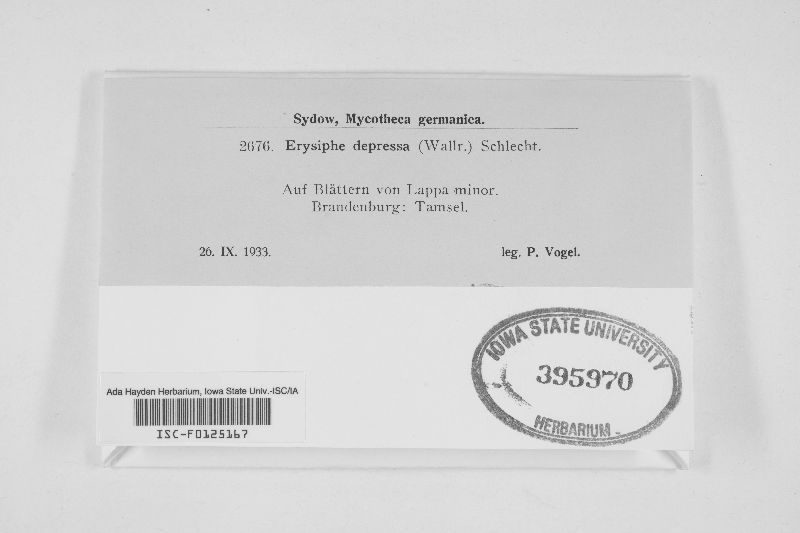 Sydow, Mycotheca germanica.
2676. Erysiphe depressa (Wallr.) Schlecht.
Auf Blättern von Lappa minor.
Brandenburg: Tamsel.
26. IX. 1933. leg. P. Vogel.
IOWA STATE UNIVERSITY
395970
HERBARIUM
Ada Hayden Herbarium, Iowa State Univ.-ISC/IA
ISC-F0125167